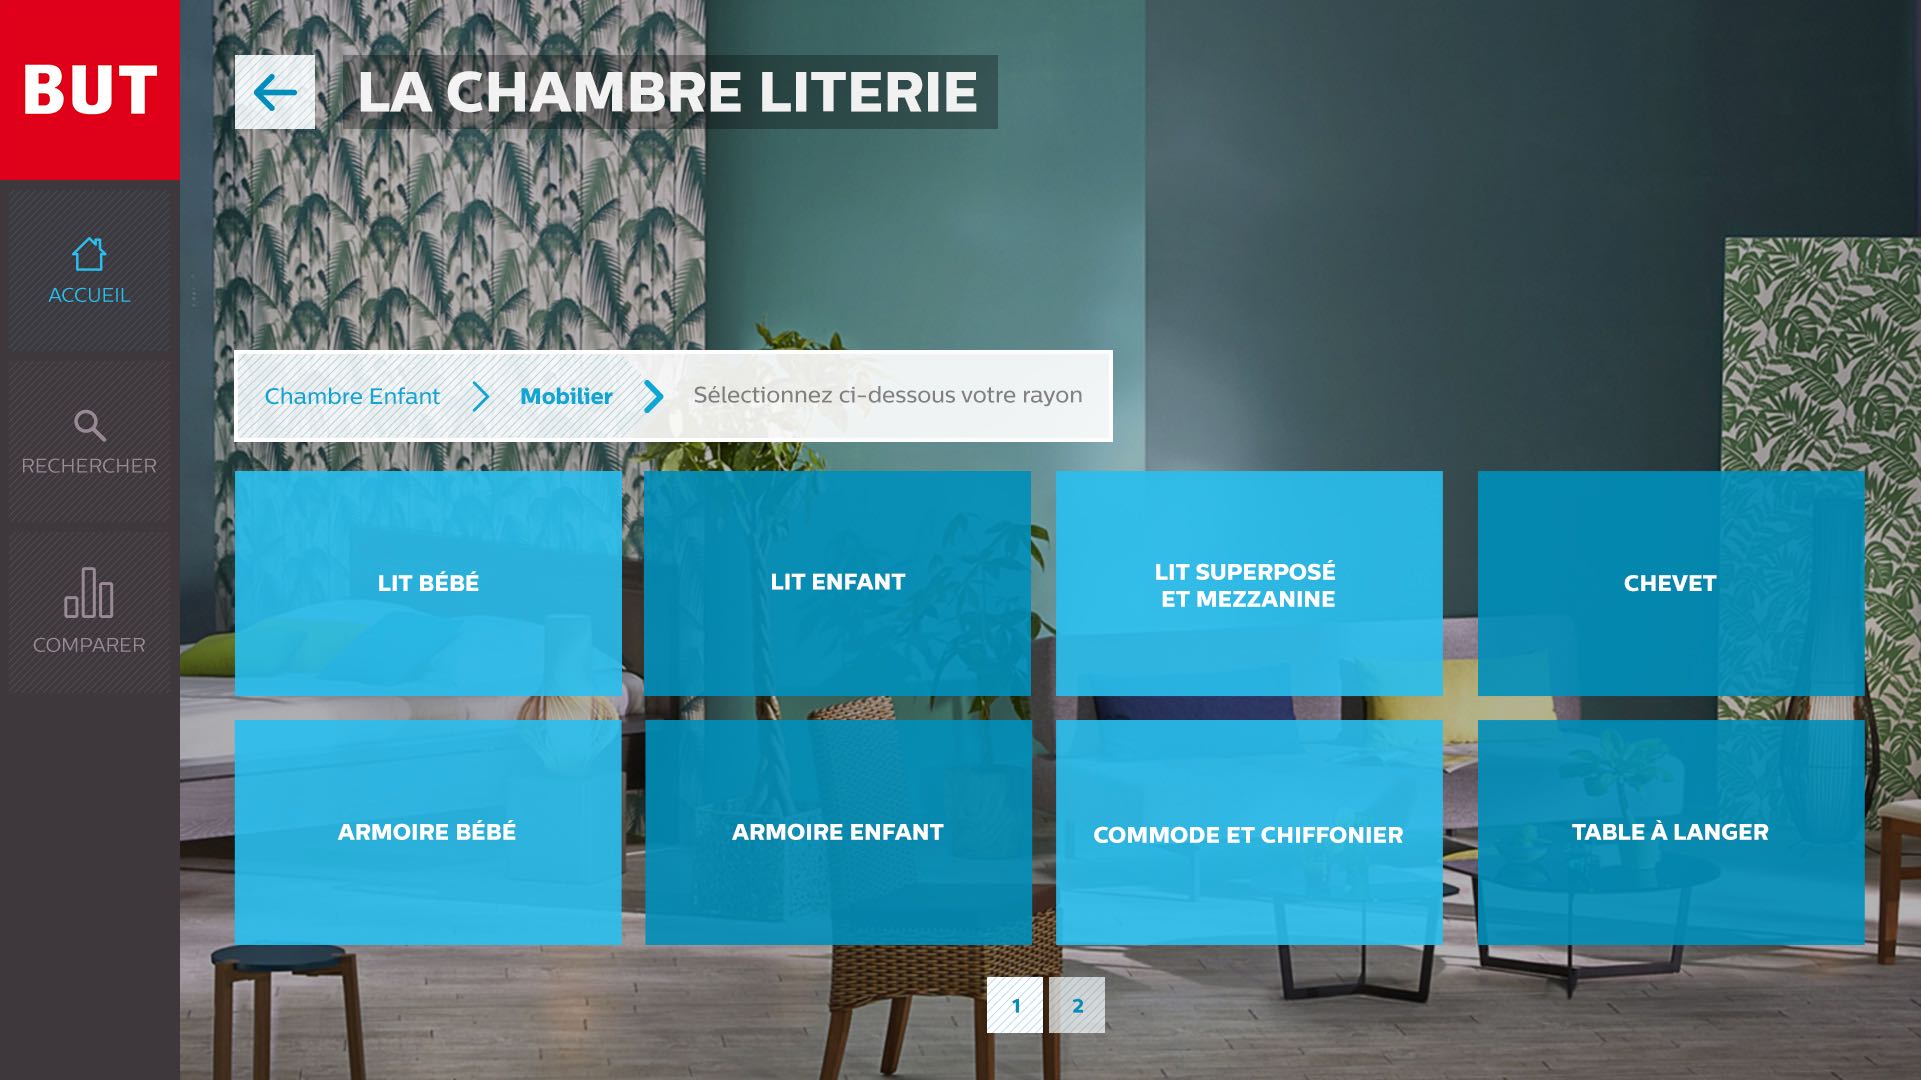 BUT
LA CHAMBRE LITERIE
ACCUEIL
RECHERCHER
COMPARER
Chambre Enfant
Mobilier
Sélectionnez ci-dessous votre rayon
LIT BÉBÉ
LIT ENFANT
LIT SUPERPOSÉ
ET MEZZANINE
CHEVET
ARMOIRE BÉBÉ
ARMOIRE ENFANT
COMMODE ET CHIFFONIER
TABLE À LANGER
1
2